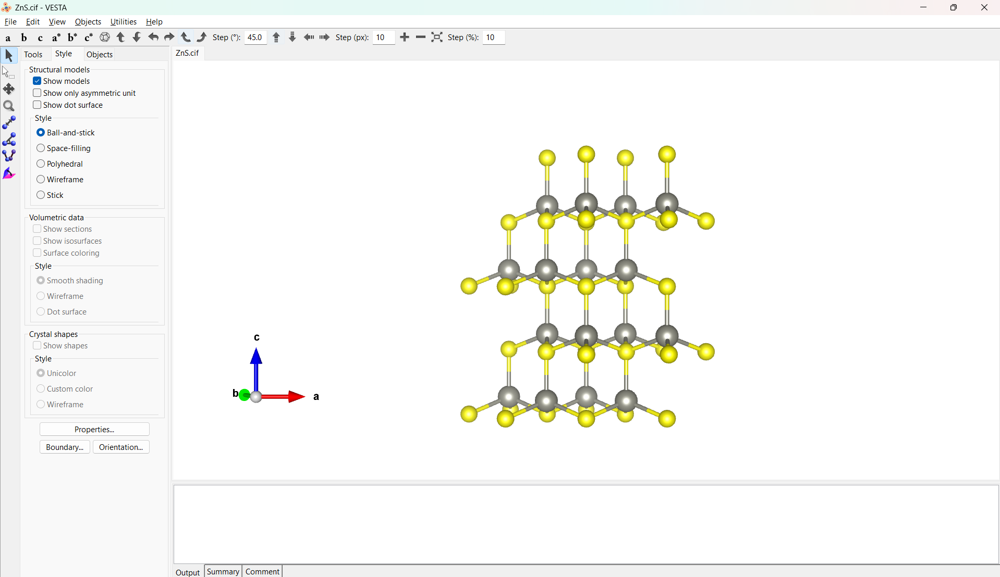 ZnS.cif - VESTA
File Edit View Objects Utilities Help
a b c a* b* c* Step (°): 45.0 Step (px): 10 Step (%): 10
Tools Style Objects
ZnS.cif
Structural models
Show models
Show only asymmetric unit
Show dot surface
Style
Ball-and-stick
Space-filling
Polyhedral
Wireframe
Stick
Volumetric data
Show sections
Show isosurfaces
Surface coloring
Style
Smooth shading
Wireframe
Dot surface
Crystal shapes
Show shapes
Style
Unicolor
Custom color
Wireframe
Properties...
Boundary... Orientation...
c
b a
Output Summary Comment